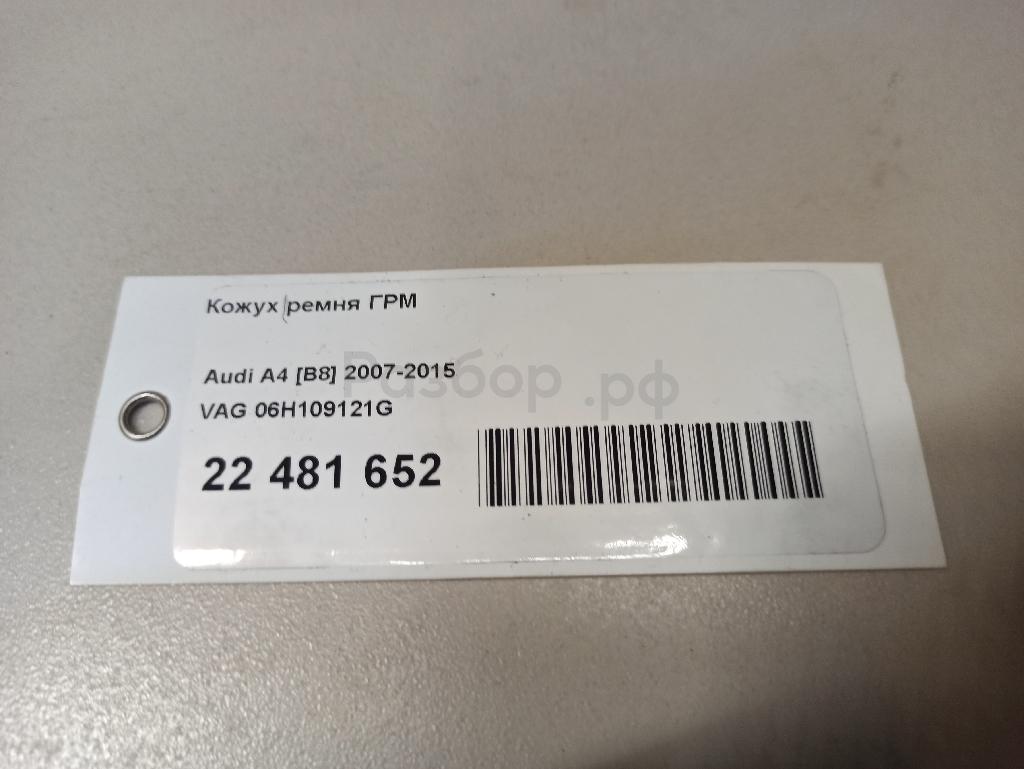 Кожух ремня ГРМ
Audi A4 [B8] 2007-2015
Разбор.рф
VAG 06H109121G
22 481 652